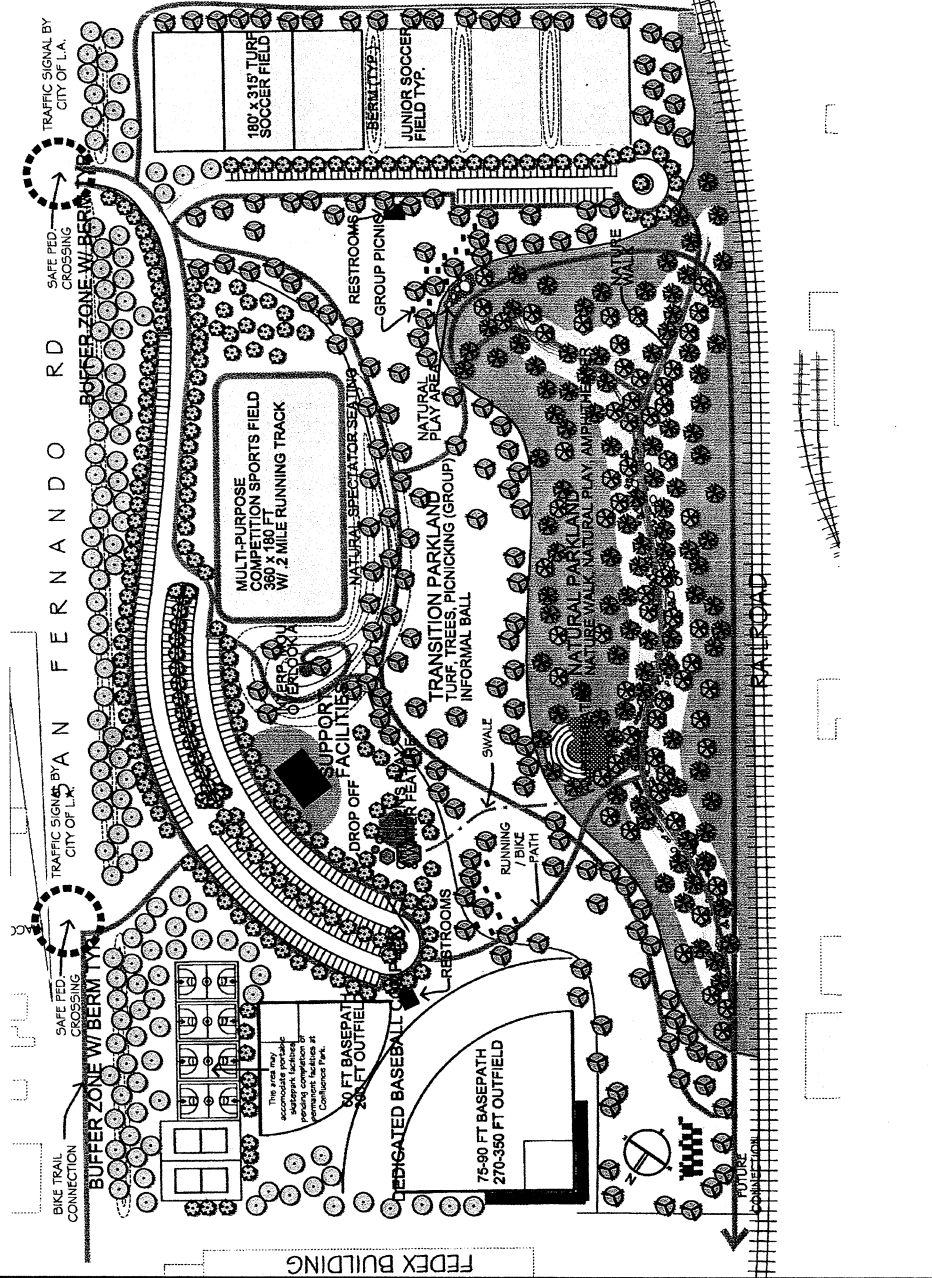 TRAFFIC SIGNAL BY
CITY OF L.A.
SAFE PED.
CROSSING
BUFFER ZONE W/ BERM TYP.
SAN FERNANDO RD
180' x 315' TURF
SOCCER FIELD
BERM (TYP.)
JUNIOR SOCCER
FIELD TYP.
RESTROOMS
GROUP PICNIC
NATURE
WALK
NATURAL
PLAY AREA
MULTI-PURPOSE
COMPETITION SPORTS FIELD
360 x 180 FT
W/ .2 MILE RUNNING TRACK
NATURAL SPECTATOR SEATING
TRANSITION PARKLAND
TURF, TREES, PICNICKING (GROUP)
INFORMAL BALL
NATURAL PARKLAND
NATUREWALK NATURAL PLAY AMPHITHEATER
RAILROAD
SUPPORT
FACILITIES
DROP OFF
SWALE
RUNNING
/ BIKE
PATH
RESTROOMS
TRAFFIC SIGNAL BY
CITY OF L.A.
SAFE PED.
CROSSING
BIKE TRAIL
CONNECTION
BUFFER ZONE W/ BERM TYP.
The area may
accomodate portable
skatepark facilities
pending completion of
permanent facilities at
Confluence Park.
60 FT BASEPATH
200 FT OUTFIELD
DEDICATED BASEBALL
75-90 FT BASEPATH
270-350 FT OUTFIELD
N
FUTURE
CONNECTION
FEDEX BUILDING